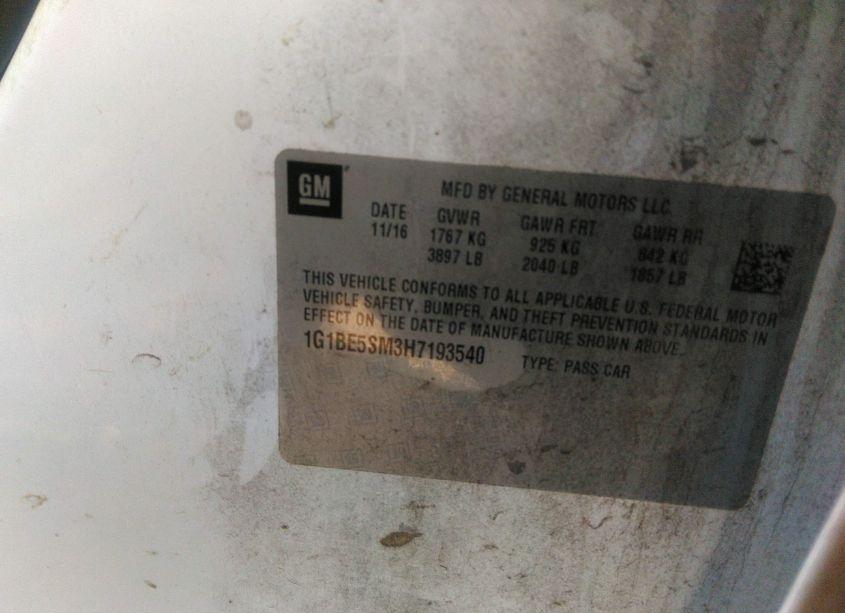 GM
MFD BY GENERAL MOTORS LLC
DATE GVWR GAWR FRT GAWR RR
11/16 1767 KG 925 KG 842 KG
3897 LB 2040 LB 1857 LB
THIS VEHICLE CONFORMS TO ALL APPLICABLE U.S. FEDERAL MOTOR
VEHICLE SAFETY, BUMPER, AND THEFT PREVENTION STANDARDS IN
EFFECT ON THE DATE OF MANUFACTURE SHOWN ABOVE.
1G1BE5SM3H7193540 TYPE: PASS CAR